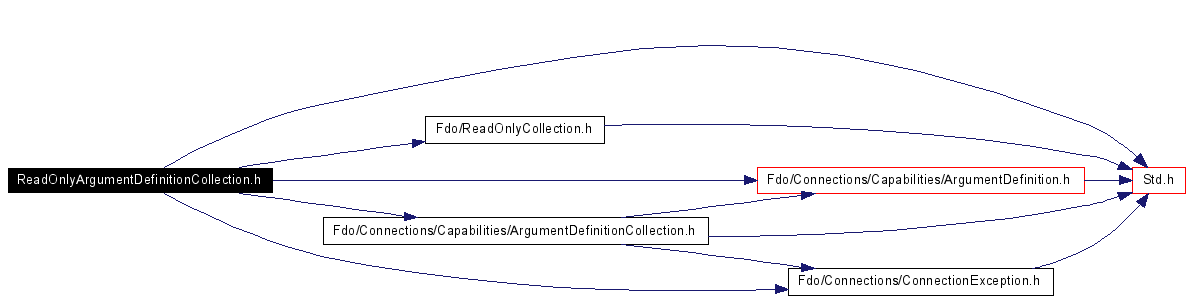 Fdo/ReadOnlyCollection.h
ReadOnlyArgumentDefinitionCollection.h
Fdo/Connections/Capabilities/ArgumentDefinition.h
Std.h
Fdo/Connections/Capabilities/ArgumentDefinitionCollection.h
Fdo/Connections/ConnectionException.h